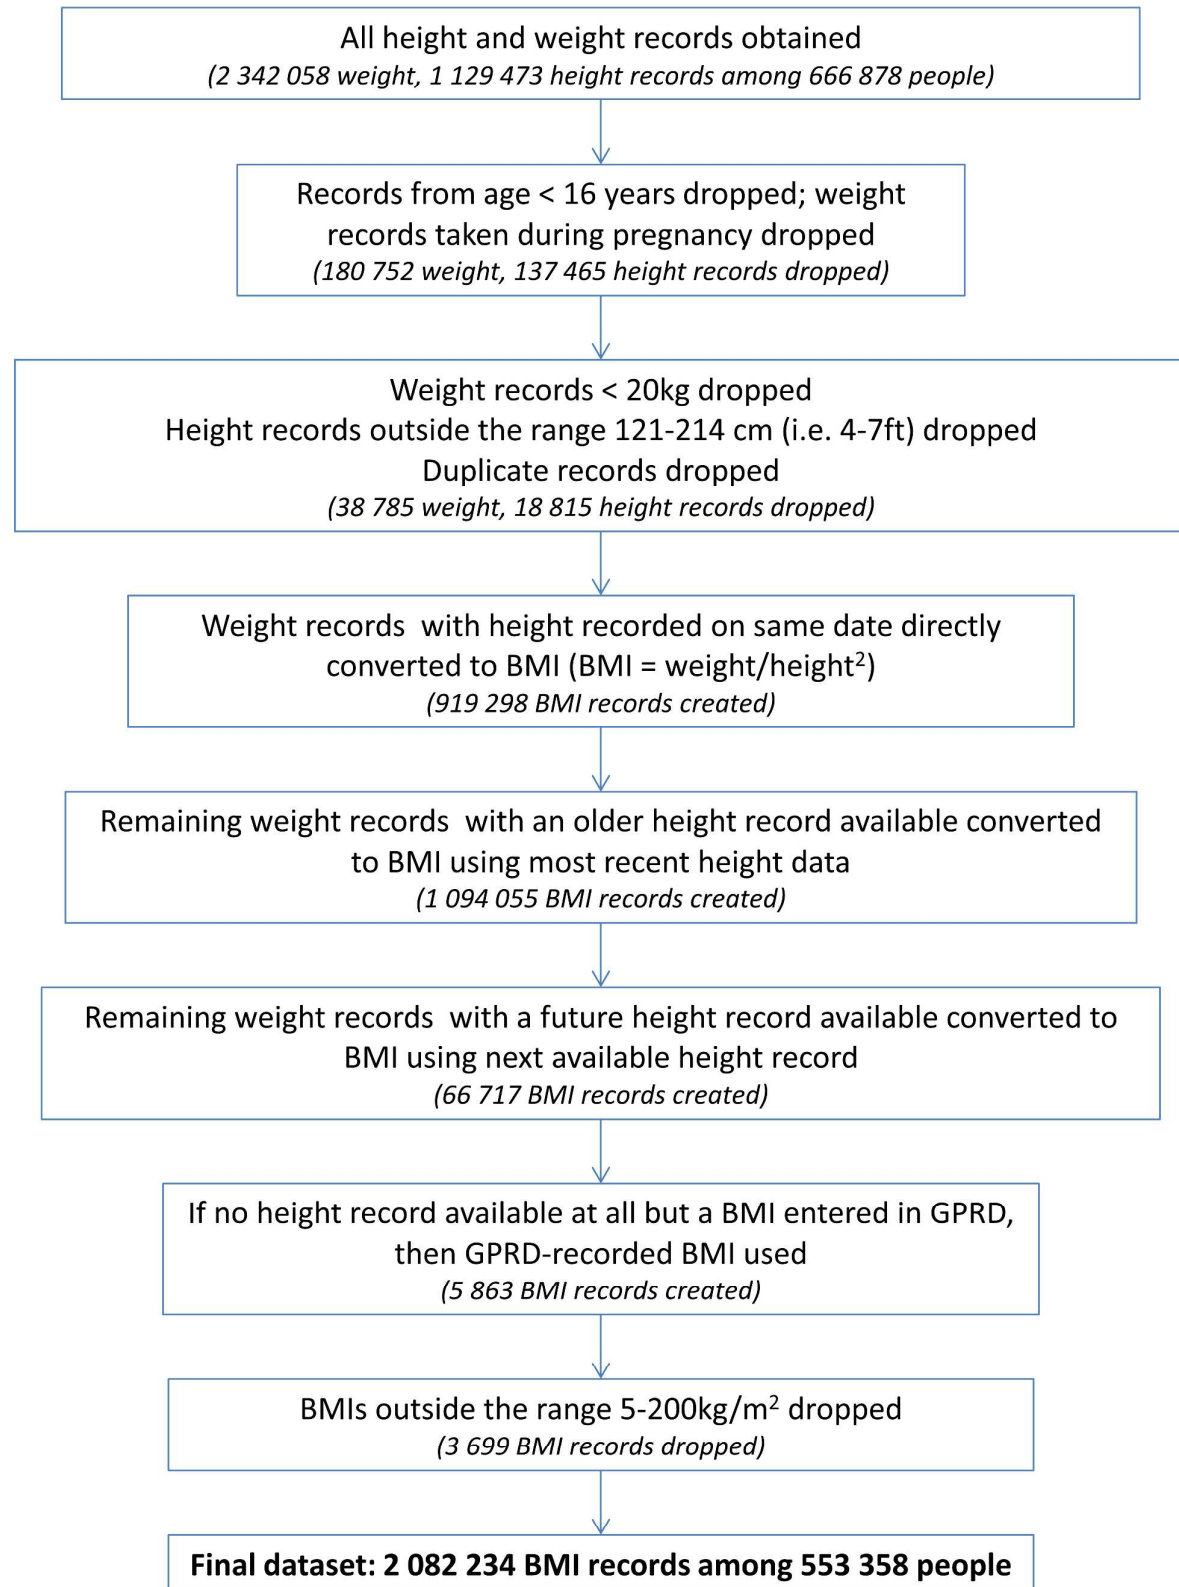 All height and weight records obtained
(2 342 058 weight, 1 129 473 height records among 666 878 people)
Records from age < 16 years dropped; weight
records taken during pregnancy dropped
(180 752 weight, 137 465 height records dropped)
Weight records < 20kg dropped
Height records outside the range 121-214 cm (i.e. 4-7ft) dropped
Duplicate records dropped
(38 785 weight, 18 815 height records dropped)
Weight records with height recorded on same date directly
converted to BMI (BMI = weight/height²)
(919 298 BMI records created)
Remaining weight records with an older height record available converted
to BMI using most recent height data
(1 094 055 BMI records created)
Remaining weight records with a future height record available converted to
BMI using next available height record
(66 717 BMI records created)
If no height record available at all but a BMI entered in GPRD,
then GPRD-recorded BMI used
(5 863 BMI records created)
BMIs outside the range 5-200kg/m² dropped
(3 699 BMI records dropped)
Final dataset: 2 082 234 BMI records among 553 358 people